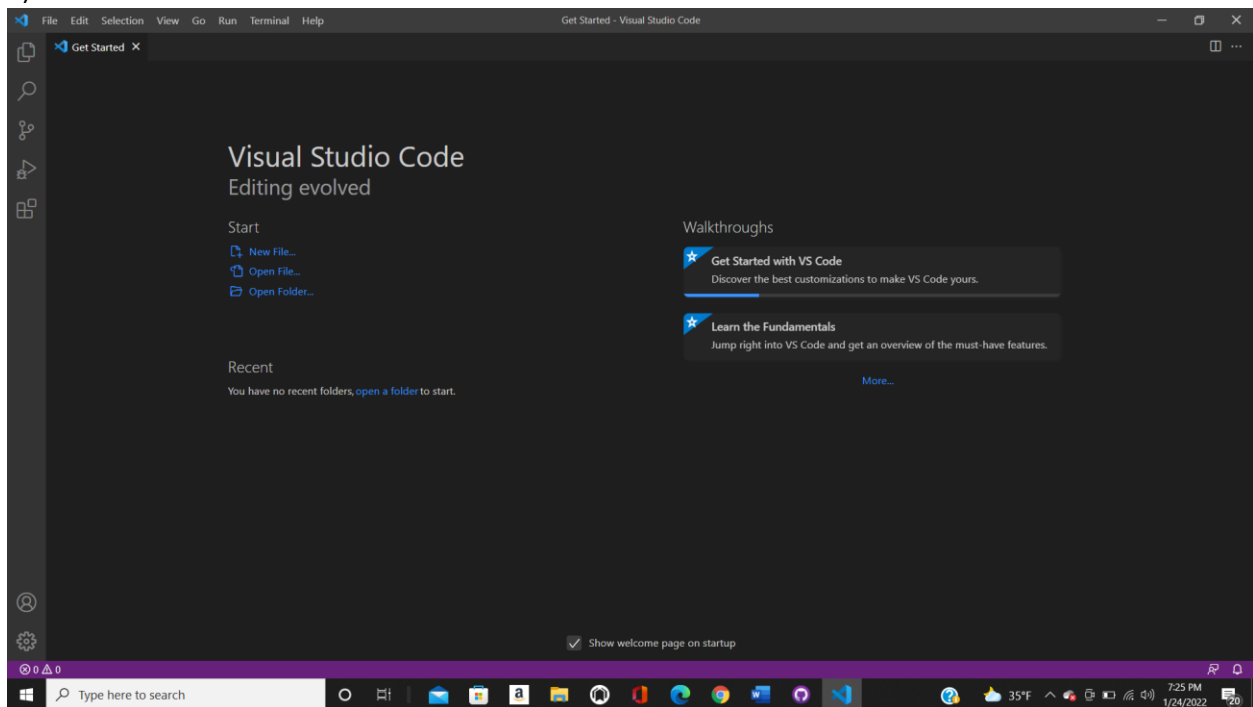 File Edit Selection View Go Run Terminal Help
Get Started - Visual Studio Code
Get Started
Visual Studio Code
Editing evolved
Start
New File...
Open File...
Open Folder...
Recent
You have no recent folders, open a folder to start.
Walkthroughs
Get Started with VS Code
Discover the best customizations to make VS Code yours.
Learn the Fundamentals
Jump right into VS Code and get an overview of the must-have features.
More...
Show welcome page on startup
0 0
Type here to search
35°F
7:25 PM
1/24/2022
20